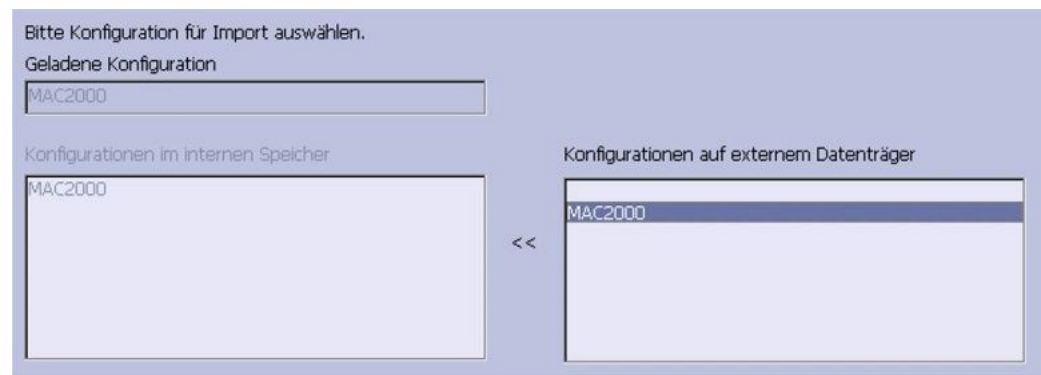 Bitte Konfiguration für Import auswählen.
Geladene Konfiguration
MAC2000
Konfigurationen im internen Speicher
MAC2000
<<
Konfigurationen auf externem Datenträger
MAC2000